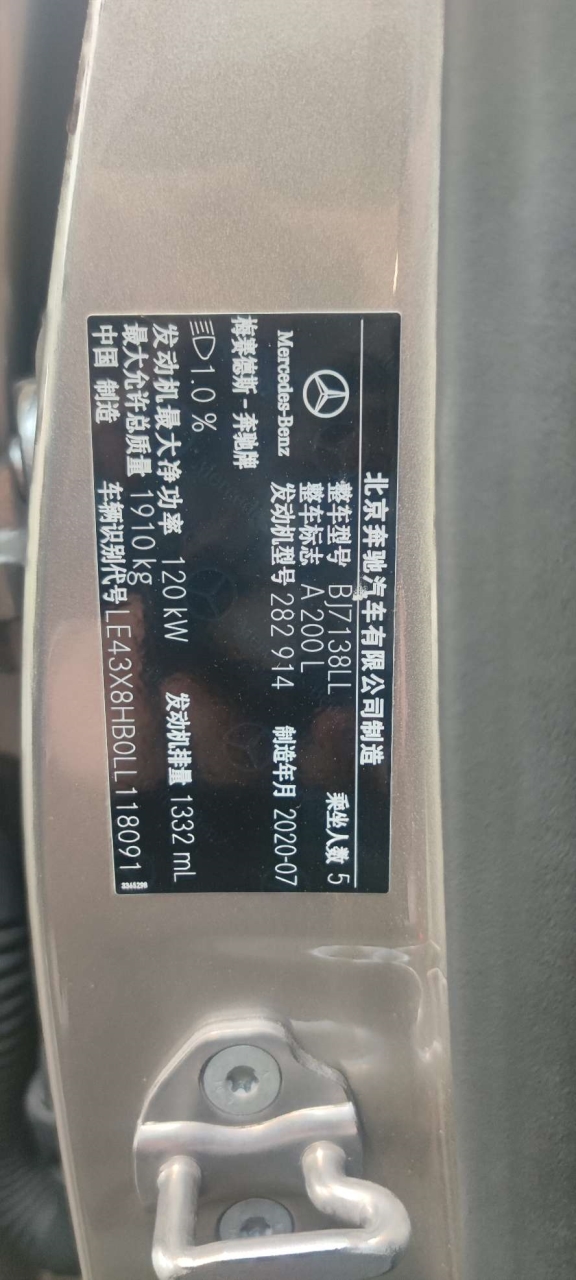 北京奔驰汽车有限公司制造
Mercedes-Benz
梅赛德斯-奔驰牌
整车型号 BJ7138LL 乘坐人数 5
整车标志 A 200 L
发动机型号 282 914 制造年月 2020-07
1.0 %
发动机最大净功率 120 kW 发动机排量 1332 mL
最大允许总质量 1910 kg
中国 制造 车辆识别代号 LE43X8HB0LL118091